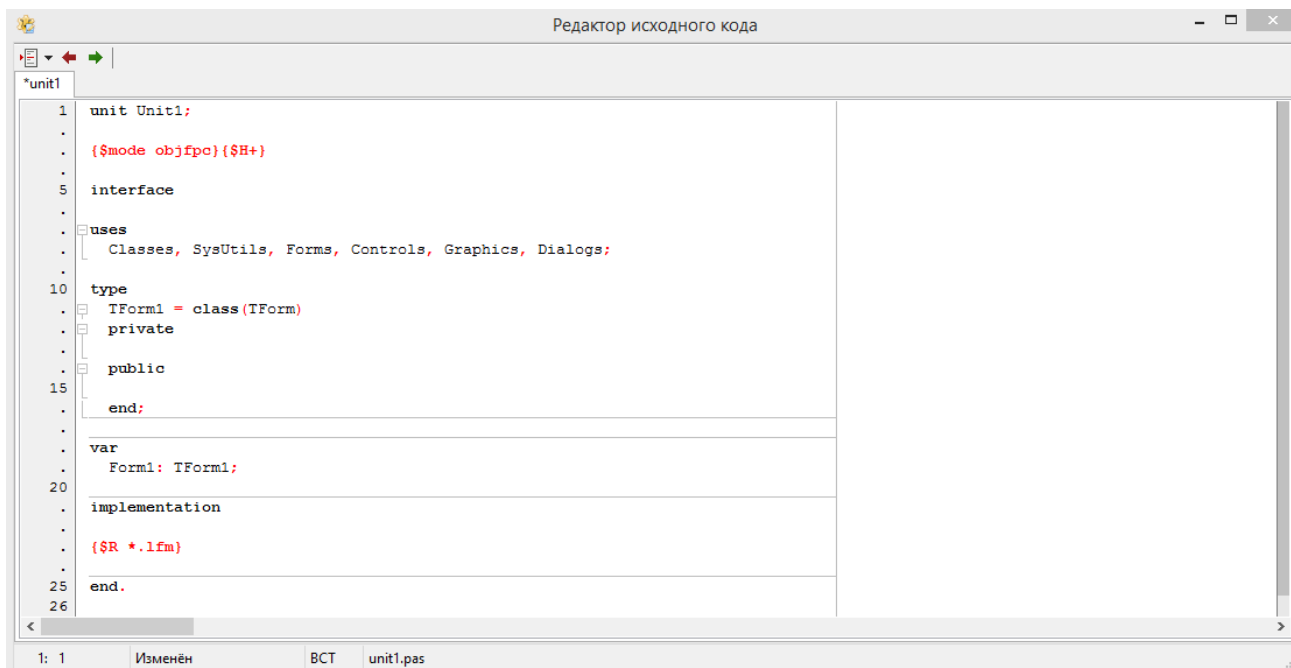 Редактор исходного кода
*unit1
1 unit Unit1;
.
. {$mode objfpc}{$H+}
.
5 interface
.
. uses
. Classes, SysUtils, Forms, Controls, Graphics, Dialogs;
.
10 type
. TForm1 = class(TForm)
. private
.
. public
15
. end;
.
. var
. Form1: TForm1;
20
. implementation
.
. {$R *.lfm}
.
25 end.
26
1: 1 Изменён ВСТ unit1.pas